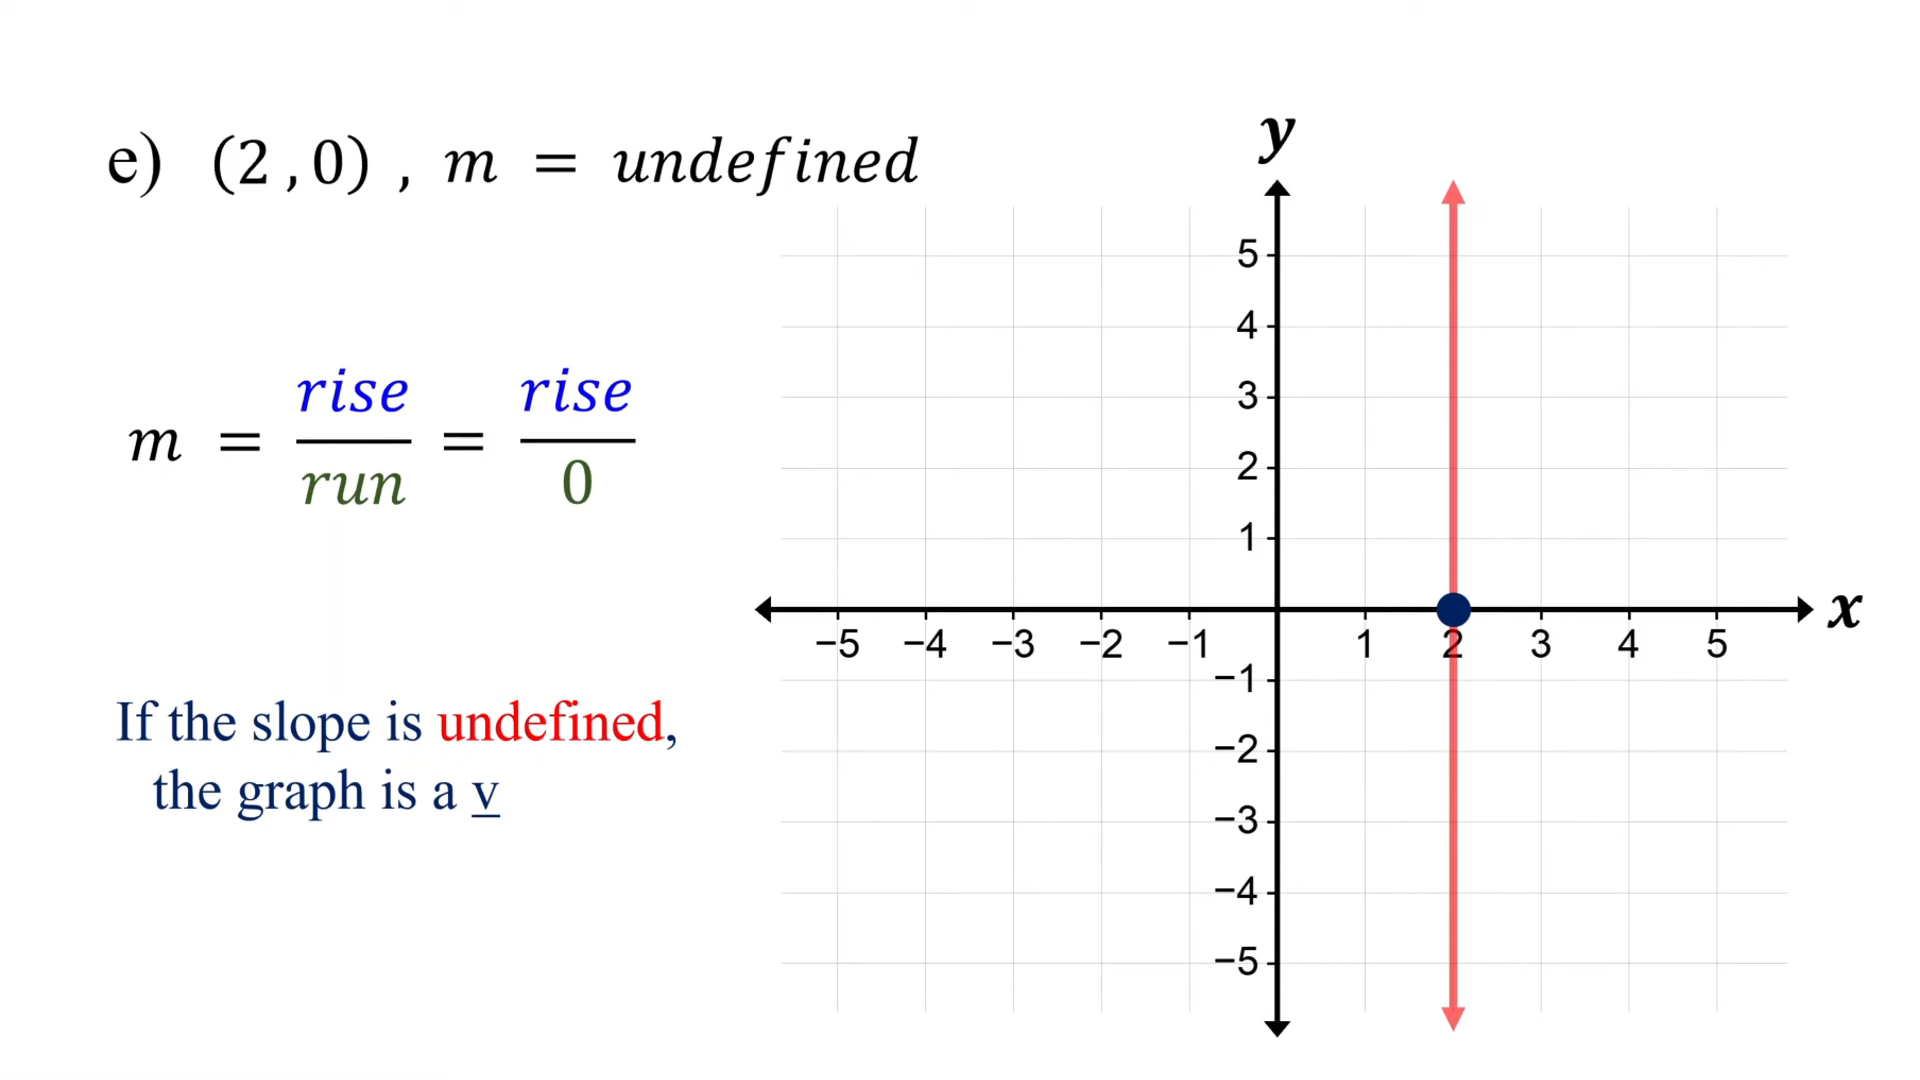 e) (2 ,0) , m = undefined
m = rise/run = rise/0
If the slope is undefined,
the graph is a v
y
5
4
3
2
1
−5 −4 −3 −2 −1 1 2 3 4 5 x
−1
−2
−3
−4
−5